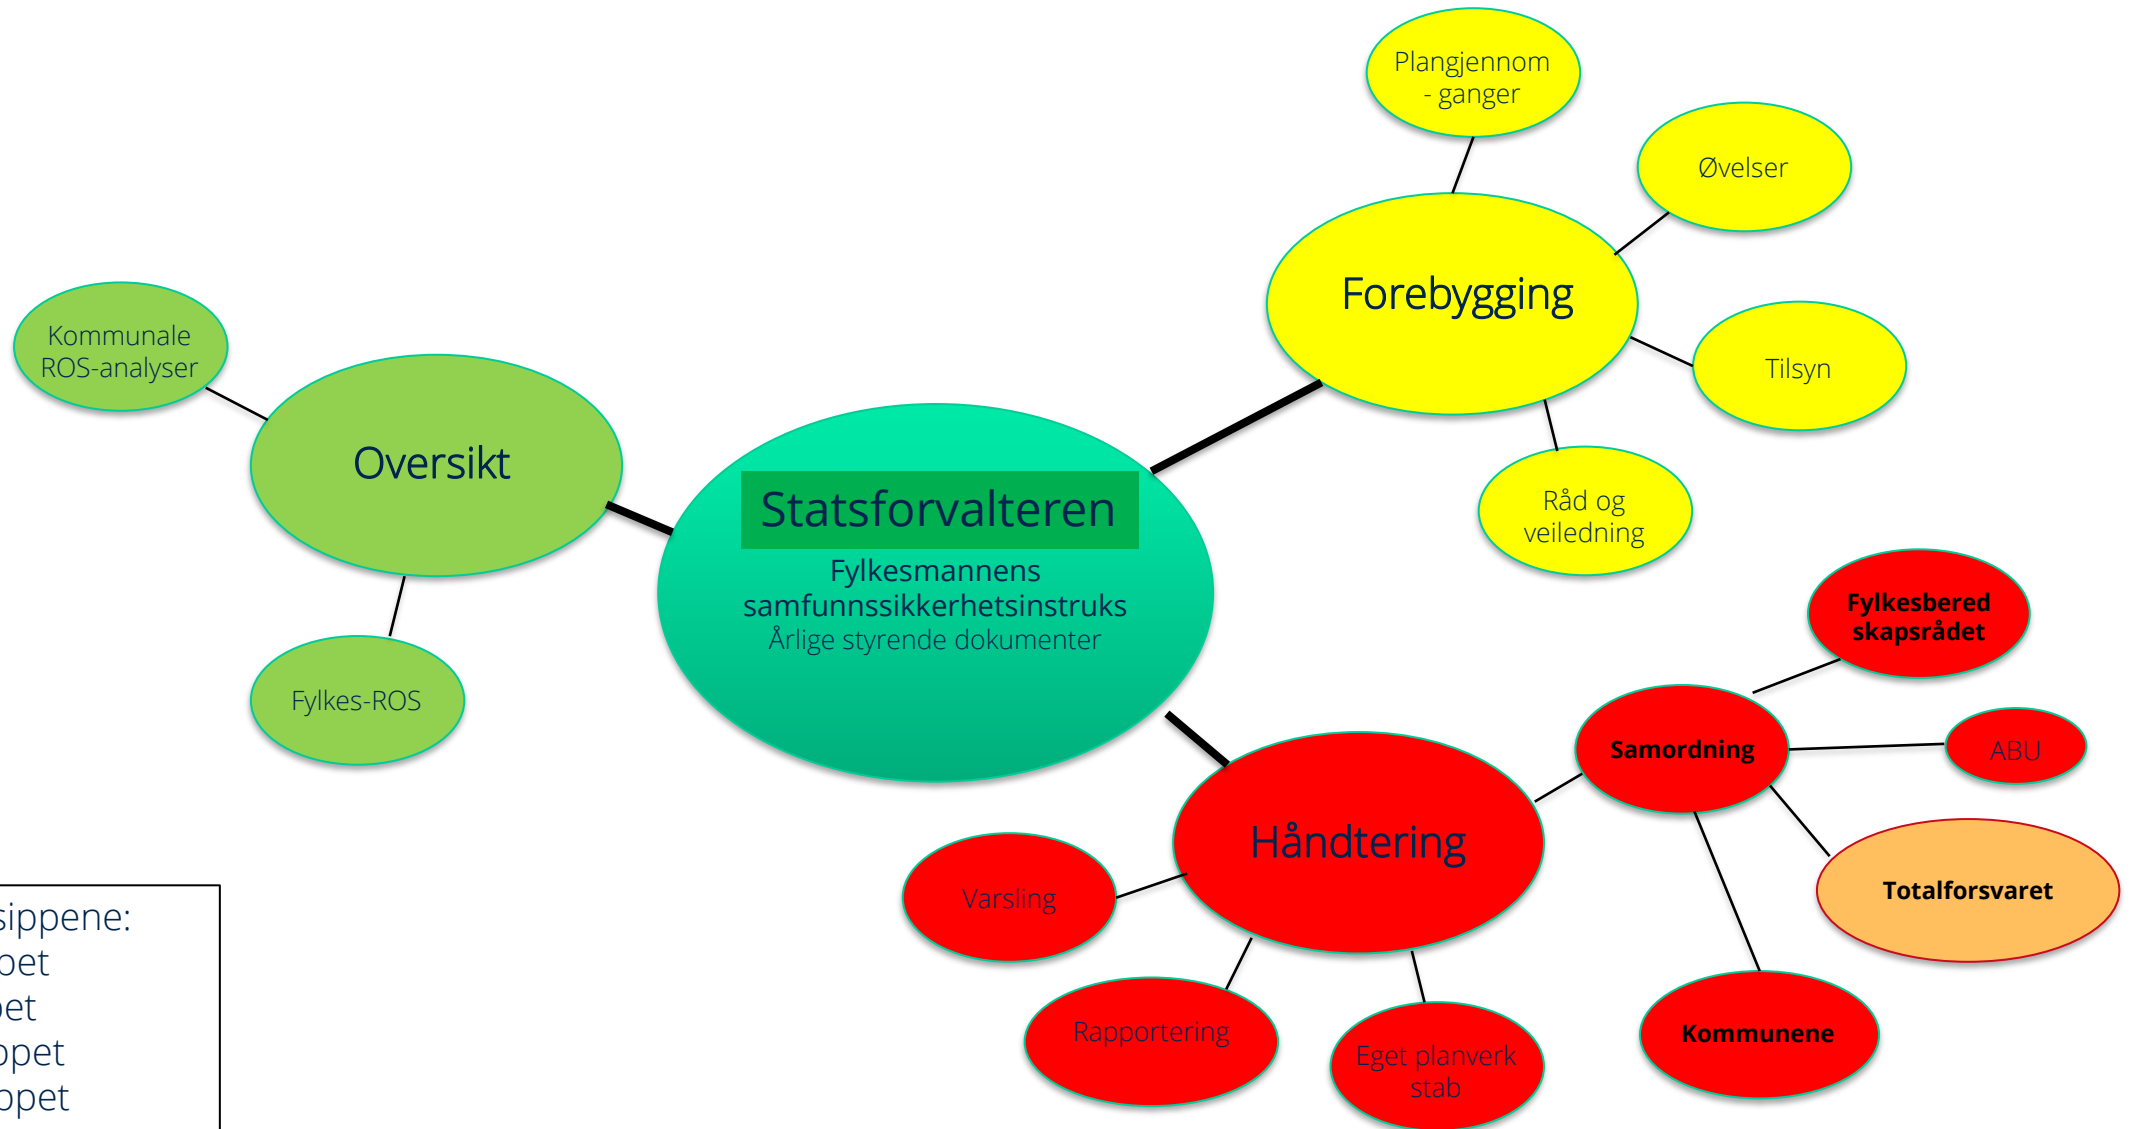 Plangjennom
- ganger
Øvelser
Forebygging
Tilsyn
Råd og
veiledning
Kommunale
ROS-analyser
Oversikt
Fylkes-ROS
Statsforvalteren
Fylkesmannens
samfunnssikkerhetsinstruks
Årlige styrende dokumenter
Fylkesbered
skapsrådet
Samordning
ABU
Totalforsvaret
Kommunene
Håndtering
Varsling
Rapportering
Eget planverk
stab